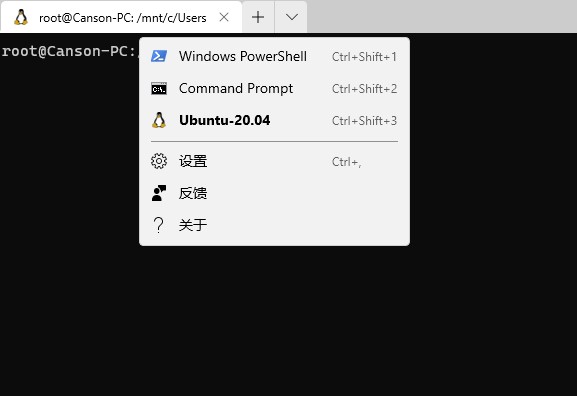 root@Canson-PC: /mnt/c/Users
root@Canson-PC:/
Windows PowerShell Ctrl+Shift+1
Command Prompt Ctrl+Shift+2
Ubuntu-20.04 Ctrl+Shift+3
设置 Ctrl+,
反馈
关于